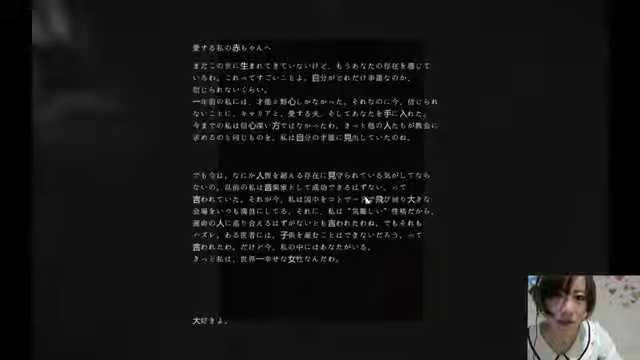 愛する私の赤ちゃんへ
まだこの世に生まれてきていないけど、もうあなたの存在を感じて
いるわ。これってすごいことよ。自分がどれだけ幸運なのか、
信じられないくらい。
一年前の私には、才能と野心しかなかった。それなのに今、信じられ
ないことに、キャリアと、愛する夫、そしてあなたを手に入れた。
今までの私は信心深い方ではなかったわ。きっと他の人たちが教会に
求めるのと同じものを、私は自分の才能に見出していたのね。
でも今は、なにか人智を超える存在に見守られている気がしてなら
ないの。以前の私は音楽家として成功できるはずない、って
言われていた。それが今、私は国中をコンサートで飛び回り大きな
会場をいつも満員にしてる。それに、私は“気難しい”性格だから、
運命の人に巡り合えるはずがないとも言われたわね。でもそれも
ハズレ。ある医者には、子供を産むことはできないだろう、って
言われたわ。だけど今、私の中にはあなたがいる。
きっと私は、世界一幸せな女性なんだわ。
大好きよ。